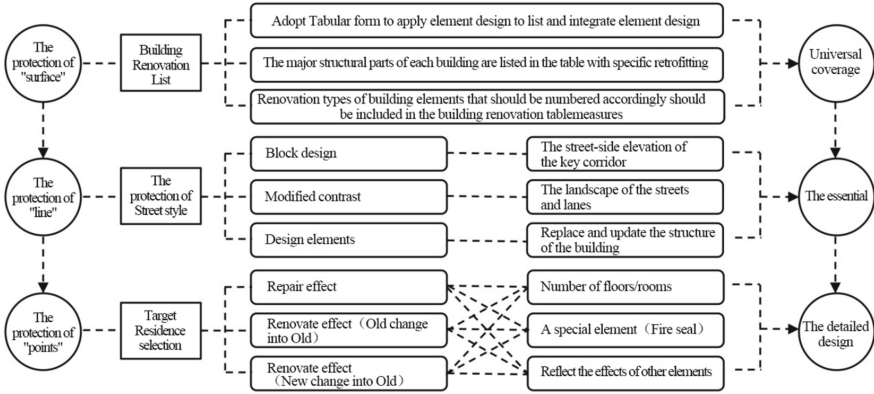 The
protection of
"surface"
Building
Renovation
List
Adopt Tabular form to apply element design to list and integrate element design
The major structural parts of each building are listed in the table with specific retrofitting
Renovation types of building elements that should be numbered accordingly should
be included in the building renovation tablemeasures
Universal
coverage
The
protection of
"line"
The
protection of
Street style
Block design
Modified contrast
Design elements
The street-side elevation of
the key corridor
The landscape of the streets
and lanes
Replace and update the structure
of the building
The essential
The
protection of
"points"
Target
Residence
selection
Repair effect
Renovate effect（Old change
into Old）
Renovate effect
（New change into Old）
Number of floors/rooms
A special element（Fire seal）
Reflect the effects of other elements
The detailed
design